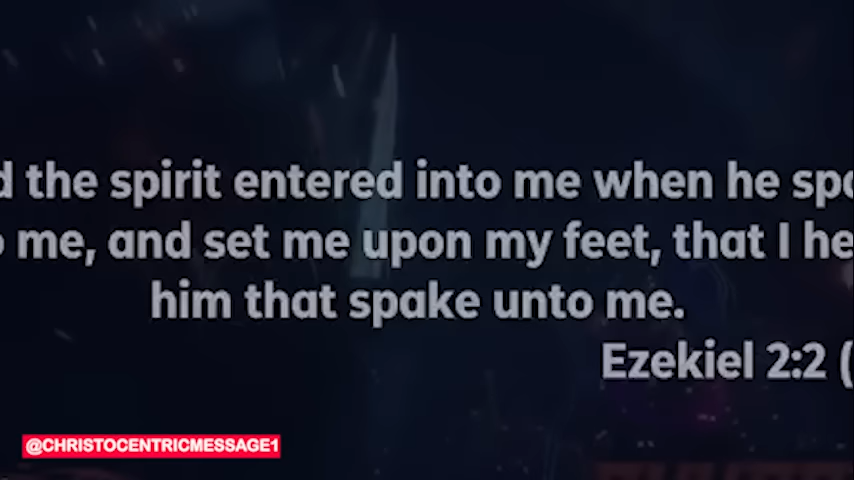 d the spirit entered into me when he spa
o me, and set me upon my feet, that I he
him that spake unto me.
Ezekiel 2:2 (
@CHRISTOCENTRICMESSAGE1